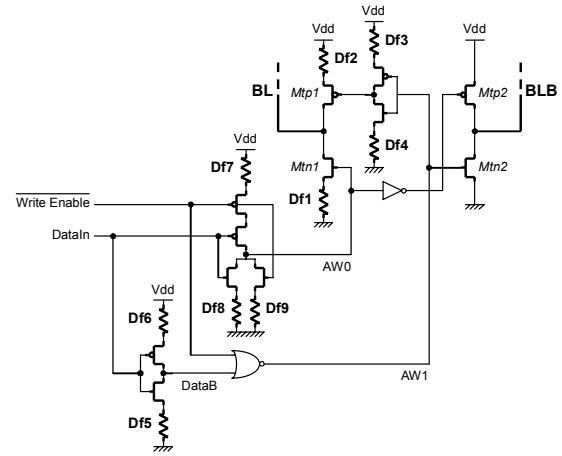 Vdd
Df3
Vdd
Df2
Vdd
BL
Mtp1
Mtp2
BLB
Df4
Vdd
Df7
Mtn1
Mtn2
Df1
Write Enable
DataIn
AW0
Vdd
Df8
Df9
Df6
DataB
AW1
Df5